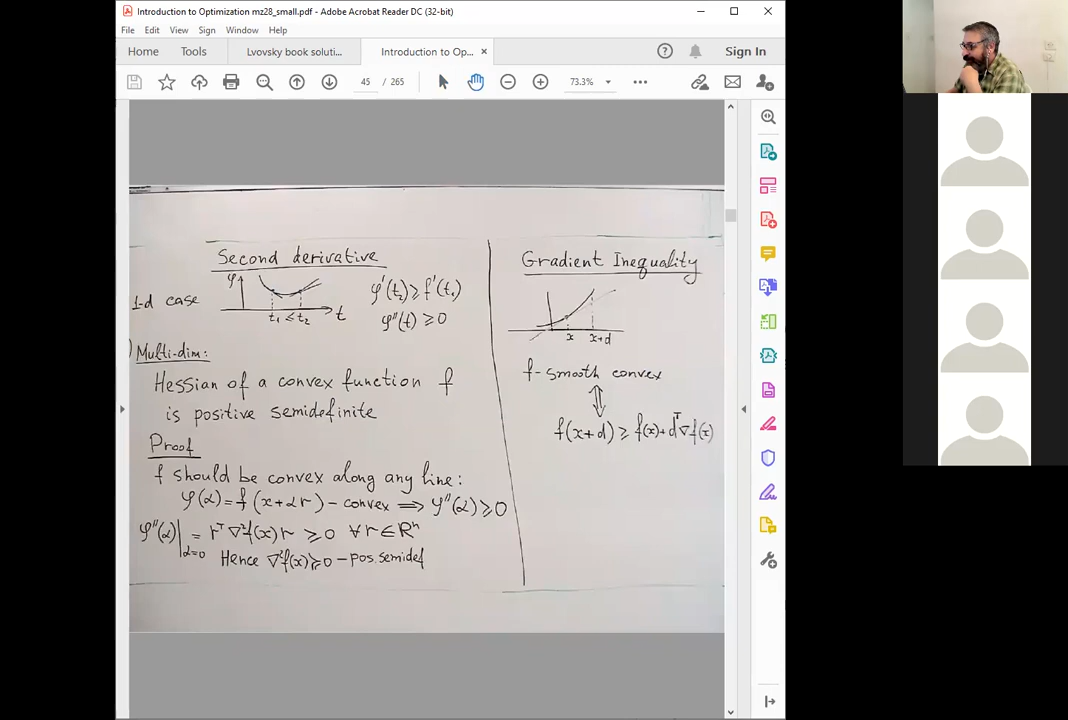 Introduction to Optimization mz28_small.pdf - Adobe Acrobat Reader DC (32-bit)
File Edit View Sign Window Help
Home Tools Lvovsky book soluti... Introduction to Op... × Sign In
45 / 265 73.3%
Second derivative
1-d case
φ
t₁ ≤ t₂ t
φ'(t₂) ≥ f'(t₁)
φ''(t) ≥ 0
Multi-dim:
Hessian of a convex function f
is positive semidefinite
Proof
f should be convex along any line:
φ(α) = f(x+αr) - convex ⟹ φ''(α) ≥ 0
φ''(α)|α=0 = rᵀ∇²f(x)r ≥ 0 ∀r∈Rⁿ
Hence ∇²f(x) ≽ 0 - pos. semidef
Gradient Inequality
x x+d
f - smooth convex
⇕
f(x+d) ≥ f(x) + dᵀ∇f(x)